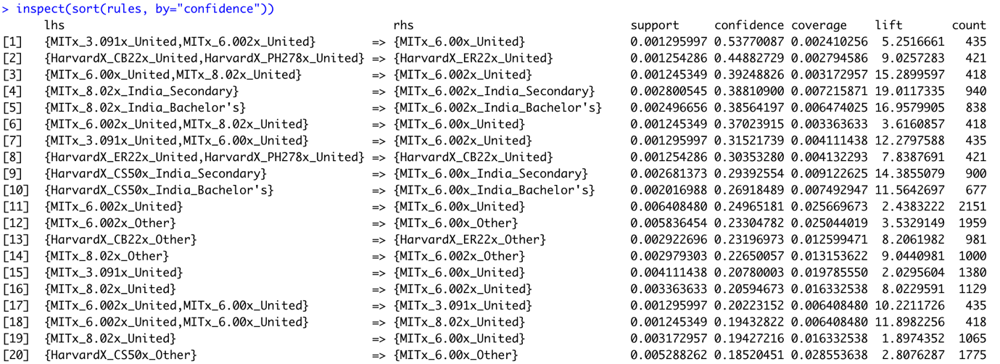 > inspect(sort(rules, by="confidence"))
lhs rhs support confidence coverage lift count
[1] {MITx_3.091x_United,MITx_6.002x_United} => {MITx_6.00x_United} 0.001295997 0.53770087 0.002410256 5.2516661 435
[2] {HarvardX_CB22x_United,HarvardX_PH278x_United} => {HarvardX_ER22x_United} 0.001254286 0.44882729 0.002794586 9.0257283 421
[3] {MITx_6.00x_United,MITx_8.02x_United} => {MITx_6.002x_United} 0.001245349 0.39248826 0.003172957 15.2899597 418
[4] {MITx_8.02x_India_Secondary} => {MITx_6.002x_India_Secondary} 0.002800545 0.38810900 0.007215871 19.0117335 940
[5] {MITx_8.02x_India_Bachelor's} => {MITx_6.002x_India_Bachelor's} 0.002496656 0.38564197 0.006474025 16.9579905 838
[6] {MITx_6.002x_United,MITx_8.02x_United} => {MITx_6.00x_United} 0.001245349 0.37023915 0.003363633 3.6160857 418
[7] {MITx_3.091x_United,MITx_6.00x_United} => {MITx_6.002x_United} 0.001295997 0.31521739 0.004111438 12.2797588 435
[8] {HarvardX_ER22x_United,HarvardX_PH278x_United} => {HarvardX_CB22x_United} 0.001254286 0.30353280 0.004132293 7.8387691 421
[9] {HarvardX_CS50x_India_Secondary} => {MITx_6.00x_India_Secondary} 0.002681373 0.29392554 0.009122625 14.3855079 900
[10] {HarvardX_CS50x_India_Bachelor's} => {MITx_6.00x_India_Bachelor's} 0.002016988 0.26918489 0.007492947 11.5642697 677
[11] {MITx_6.002x_United} => {MITx_6.00x_United} 0.006408480 0.24965181 0.025669673 2.4383222 2151
[12] {MITx_6.002x_Other} => {MITx_6.00x_Other} 0.005836454 0.23304782 0.025044019 3.5329149 1959
[13] {HarvardX_CB22x_Other} => {HarvardX_ER22x_Other} 0.002922696 0.23196973 0.012599471 8.2061982 981
[14] {MITx_8.02x_Other} => {MITx_6.002x_Other} 0.002979303 0.22650057 0.013153622 9.0440981 1000
[15] {MITx_3.091x_United} => {MITx_6.00x_United} 0.004111438 0.20780003 0.019785550 2.0295604 1380
[16] {MITx_8.02x_United} => {MITx_6.002x_United} 0.003363633 0.20594673 0.016332538 8.0229591 1129
[17] {MITx_6.002x_United,MITx_6.00x_United} => {MITx_3.091x_United} 0.001295997 0.20223152 0.006408480 10.2211726 435
[18] {MITx_6.002x_United,MITx_6.00x_United} => {MITx_8.02x_United} 0.001245349 0.19432822 0.006408480 11.8982256 418
[19] {MITx_8.02x_United} => {MITx_6.00x_United} 0.003172957 0.19427216 0.016332538 1.8974352 1065
[20] {HarvardX_CS50x_Other} => {MITx_6.00x_Other} 0.005288262 0.18520451 0.028553638 2.8076287 1775